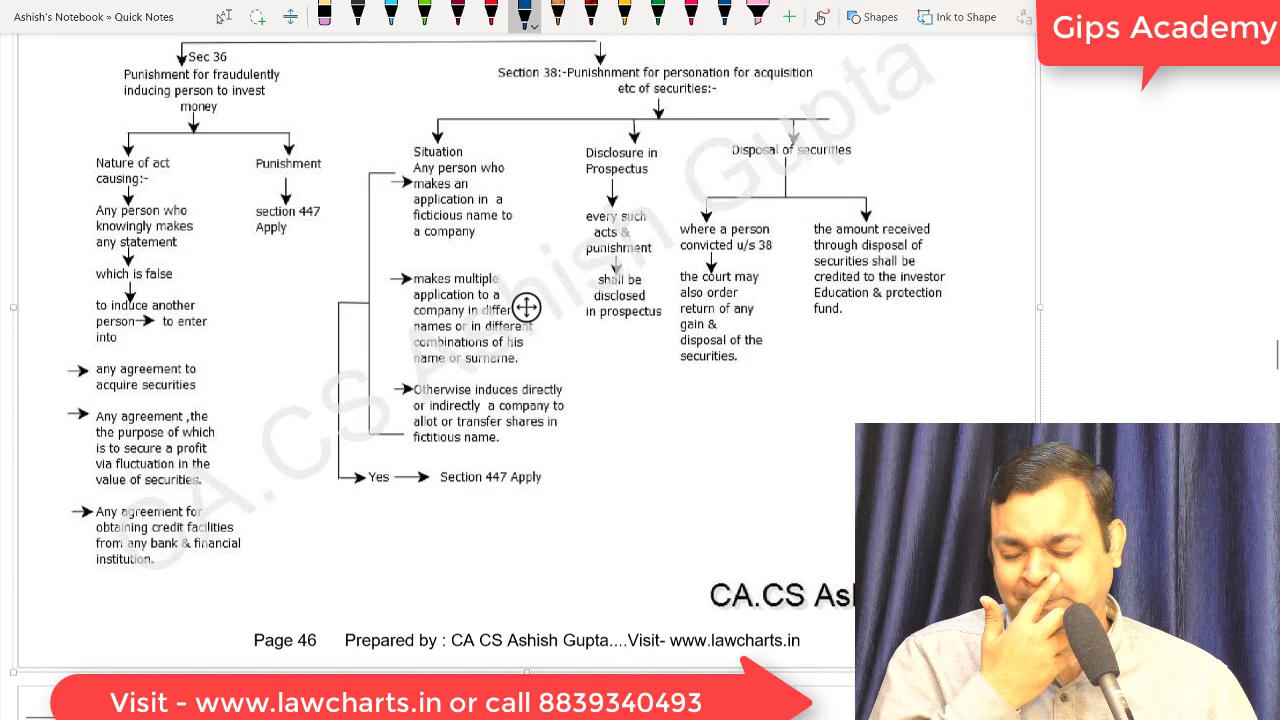 Ashish's Notebook » Quick Notes
Shapes
Ink to Shape
Gips Academy
Sec 36
Punishment for fraudulently
inducing person to invest
money
Nature of act
causing:-
Any person who
knowingly makes
any statement
which is false
to induce another
person to enter
into
any agreement to
acquire securities
Any agreement ,the
the purpose of which
is to secure a profit
via fluctuation in the
value of securities.
Any agreement for
obtaining credit facilities
from any bank & financial
institution.
Punishment
section 447
Apply
Section 38:-Punishnment for personation for acquisition
etc of securities:-
Situation
Any person who
makes an
application in a
ficticious name to
a company
makes multiple
application to a
company in differ
names or in different
combinations of his
name or surname.
Otherwise induces directly
or indirectly a company to
allot or transfer shares in
fictitious name.
Yes
Section 447 Apply
Disclosure in
Prospectus
every such
acts &
punishment
shall be
disclosed
in prospectus
Disposal of securities
where a person
convicted u/s 38
the court may
also order
return of any
gain &
disposal of the
securities.
the amount received
through disposal of
securities shall be
credited to the investor
Education & protection
fund.
CA.CS Ashish Gupta
CA.CS As
Page 46 Prepared by : CA CS Ashish Gupta....Visit- www.lawcharts.in
Visit - www.lawcharts.in or call 8839340493